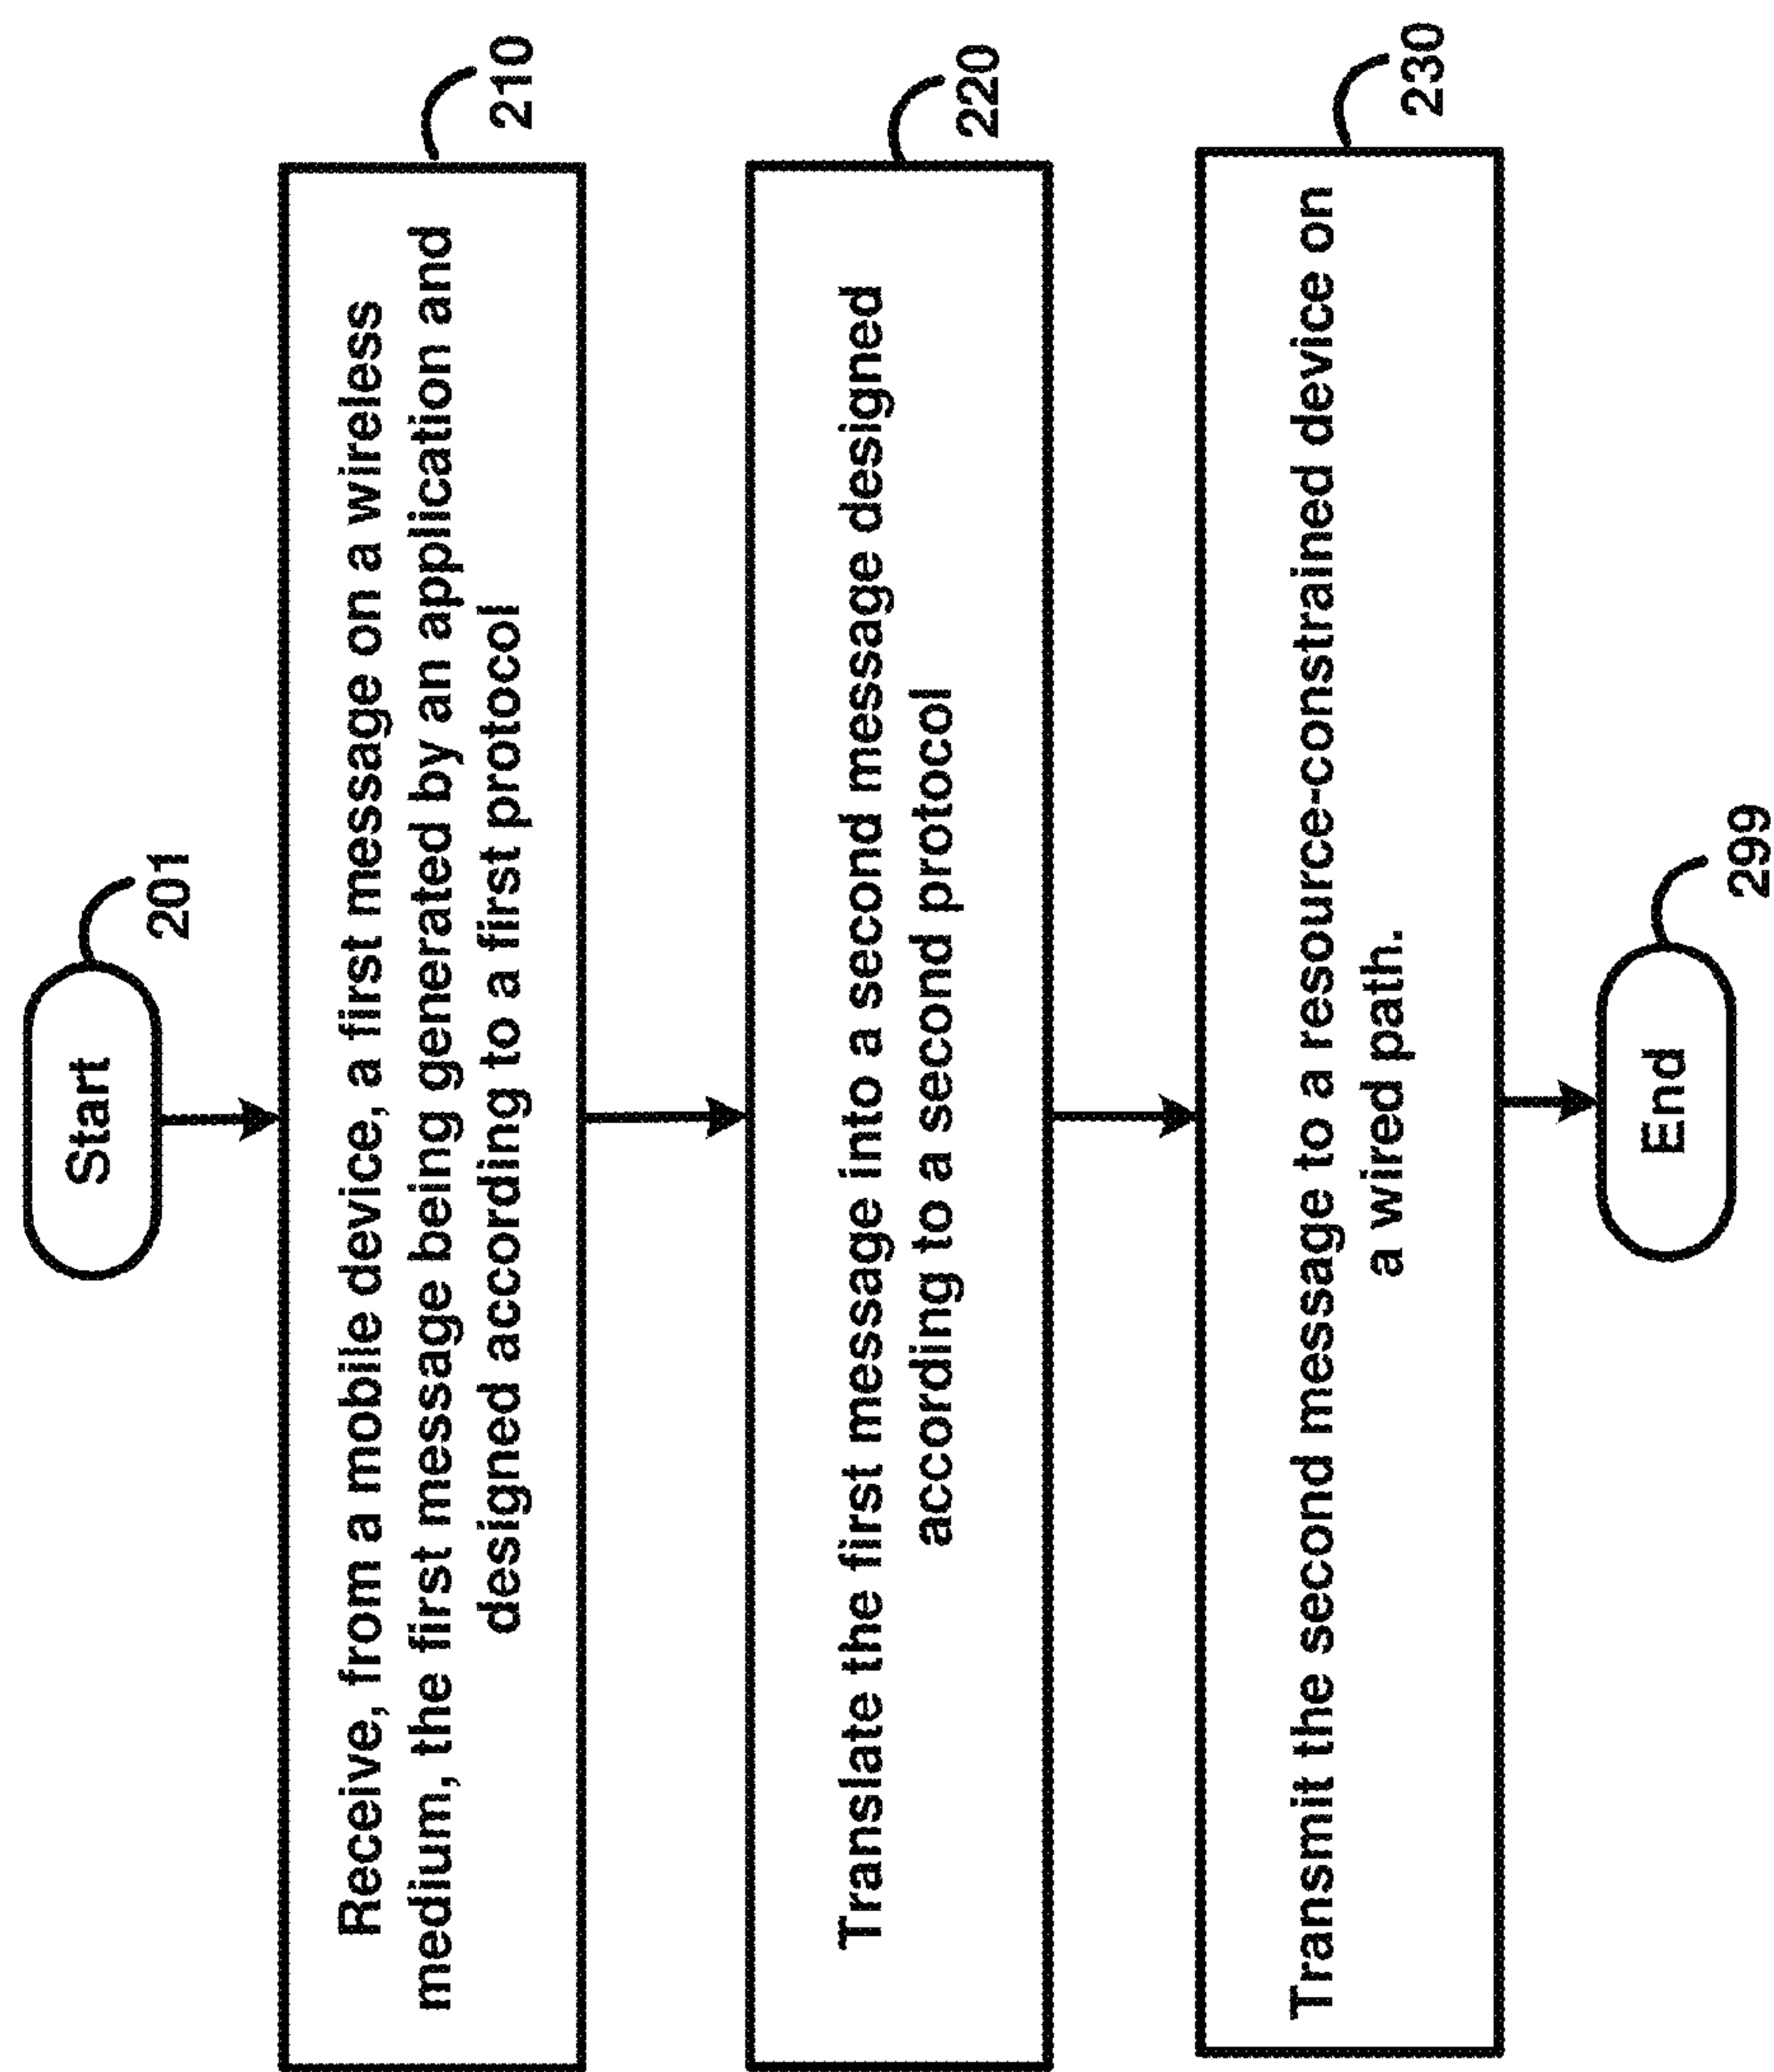 Start
201
Receive, from a mobile device, a first message on a wireless
medium, the first message being generated by an application and
designed according to a first protocol
210
Translate the first message into a second message designed
according to a second protocol
220
Transmit the second message to a resource-constrained device on
a wired path.
230
End
299